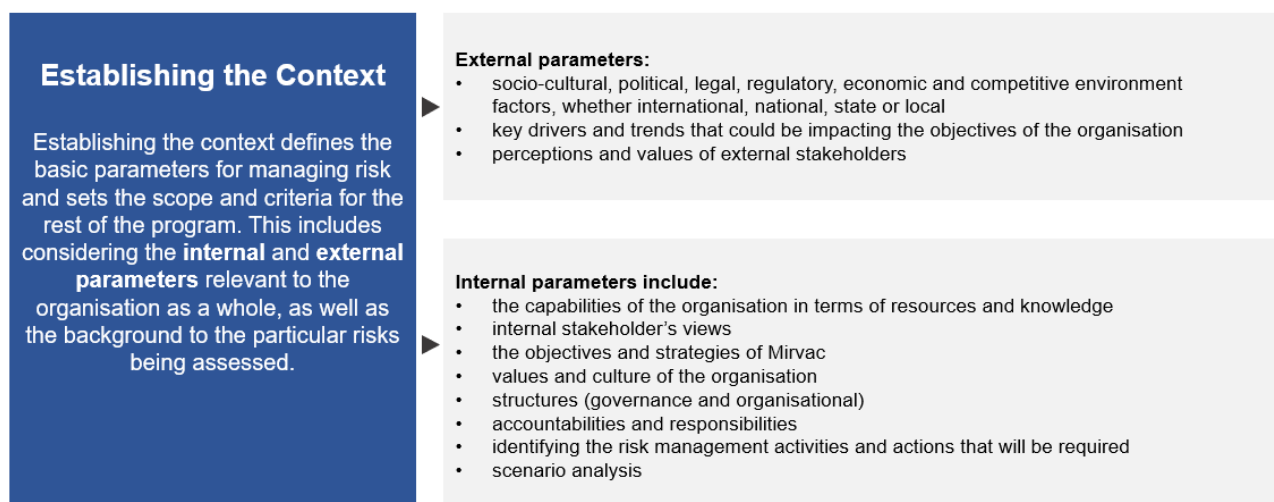 Establishing the Context
Establishing the context defines the
basic parameters for managing risk
and sets the scope and criteria for the
rest of the program. This includes
considering the internal and external
parameters relevant to the
organisation as a whole, as well as
the background to the particular risks
being assessed.
External parameters:
• socio-cultural, political, legal, regulatory, economic and competitive environment
factors, whether international, national, state or local
• key drivers and trends that could be impacting the objectives of the organisation
• perceptions and values of external stakeholders
Internal parameters include:
• the capabilities of the organisation in terms of resources and knowledge
• internal stakeholder’s views
• the objectives and strategies of Mirvac
• values and culture of the organisation
• structures (governance and organisational)
• accountabilities and responsibilities
• identifying the risk management activities and actions that will be required
• scenario analysis